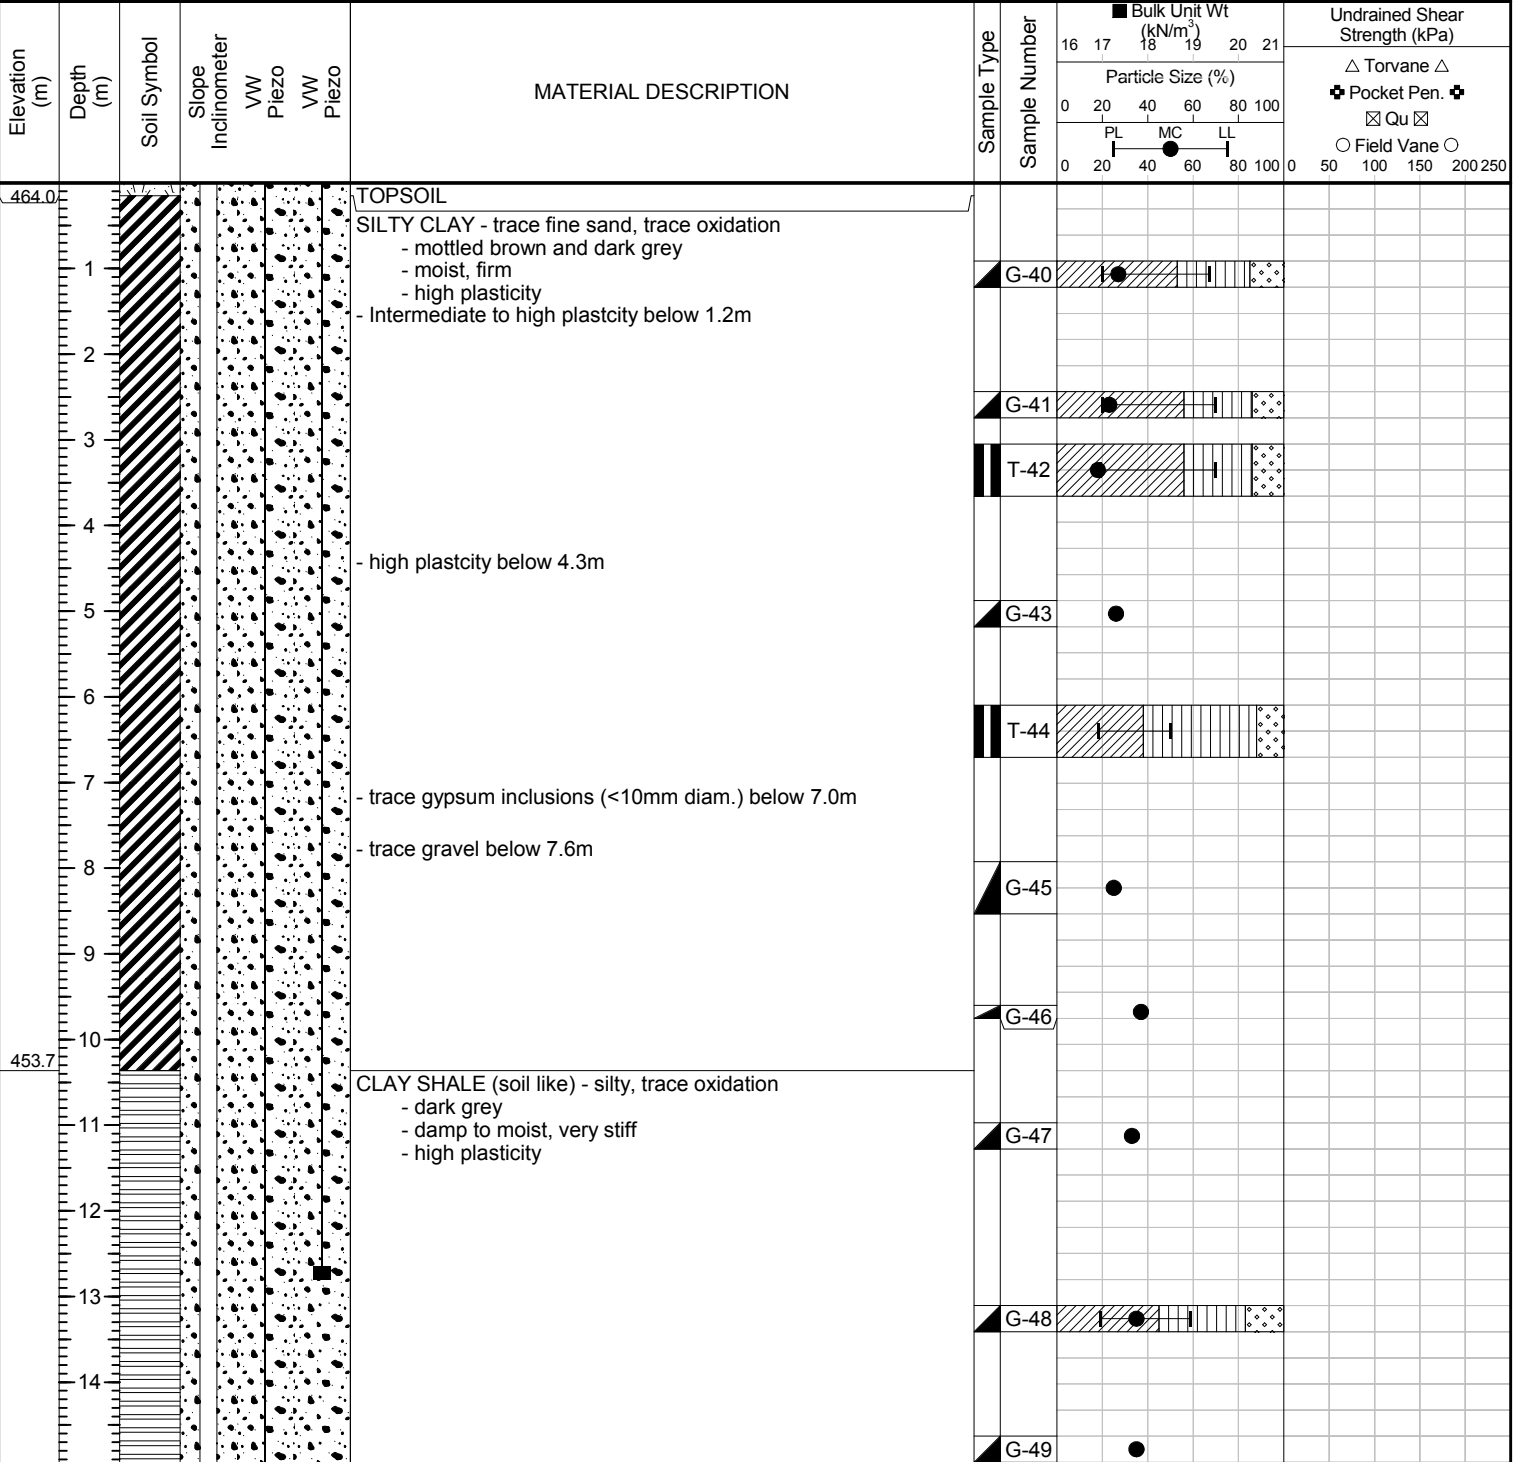 Elevation
(m)
Depth
(m)
Soil Symbol
Slope
Inclinometer
VW
Piezo
VW
Piezo
MATERIAL DESCRIPTION
Sample Type
Sample Number
Bulk Unit Wt
(kN/m³)
16 17 18 19 20 21
Particle Size (%)
0 20 40 60 80 100
PL MC LL
0 20 40 60 80 100
Undrained Shear
Strength (kPa)
Torvane
Pocket Pen.
Qu
Field Vane
0 50 100 150 200 250
464.0
TOPSOIL
SILTY CLAY - trace fine sand, trace oxidation
- mottled brown and dark grey
1
- moist, firm
G-40
- high plasticity
- Intermediate to high plastcity below 1.2m
2
G-41
3
T-42
4
- high plastcity below 4.3m
5
G-43
6
T-44
7
- trace gypsum inclusions (<10mm diam.) below 7.0m
- trace gravel below 7.6m
8
G-45
9
G-46
10
453.7
CLAY SHALE (soil like) - silty, trace oxidation
- dark grey
11
- damp to moist, very stiff
G-47
- high plasticity
12
13
G-48
14
G-49